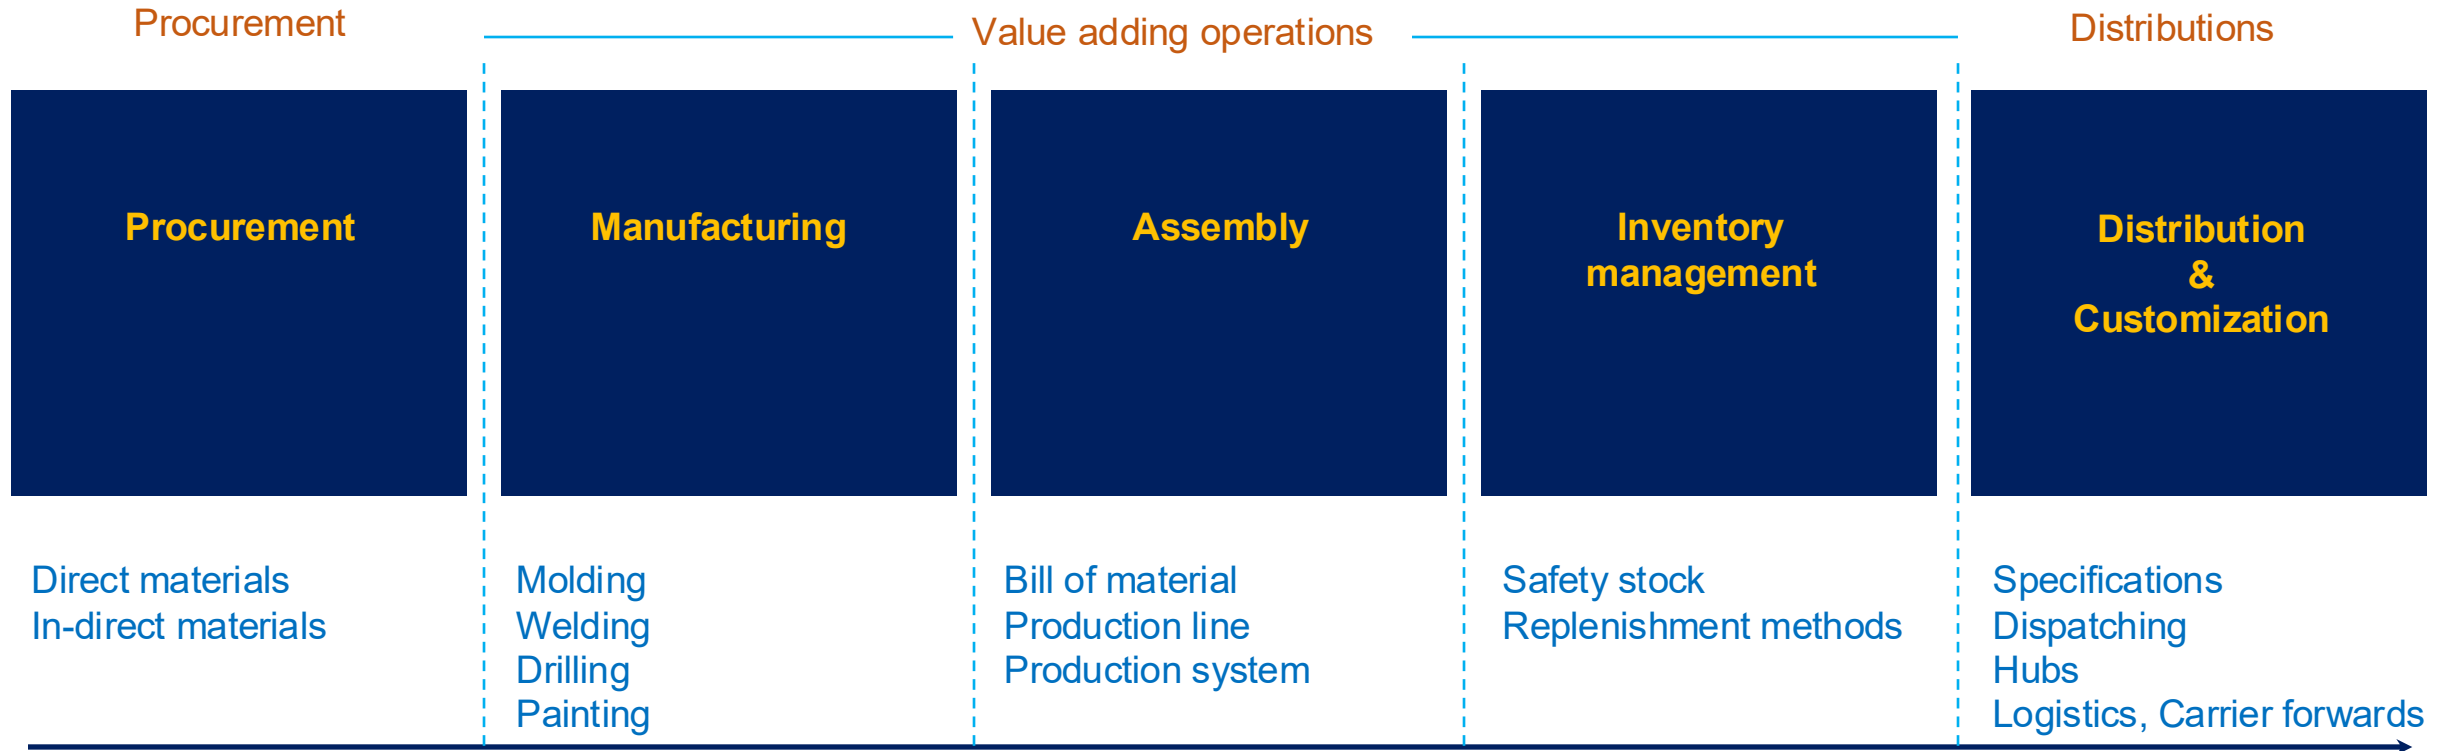 Procurement
Value adding operations
Distributions
Procurement
Manufacturing
Assembly
Inventory
management
Distribution
&
Customization
Direct materials
In-direct materials
Molding
Welding
Drilling
Painting
Bill of material
Production line
Production system
Safety stock
Replenishment methods
Specifications
Dispatching
Hubs
Logistics, Carrier forwards